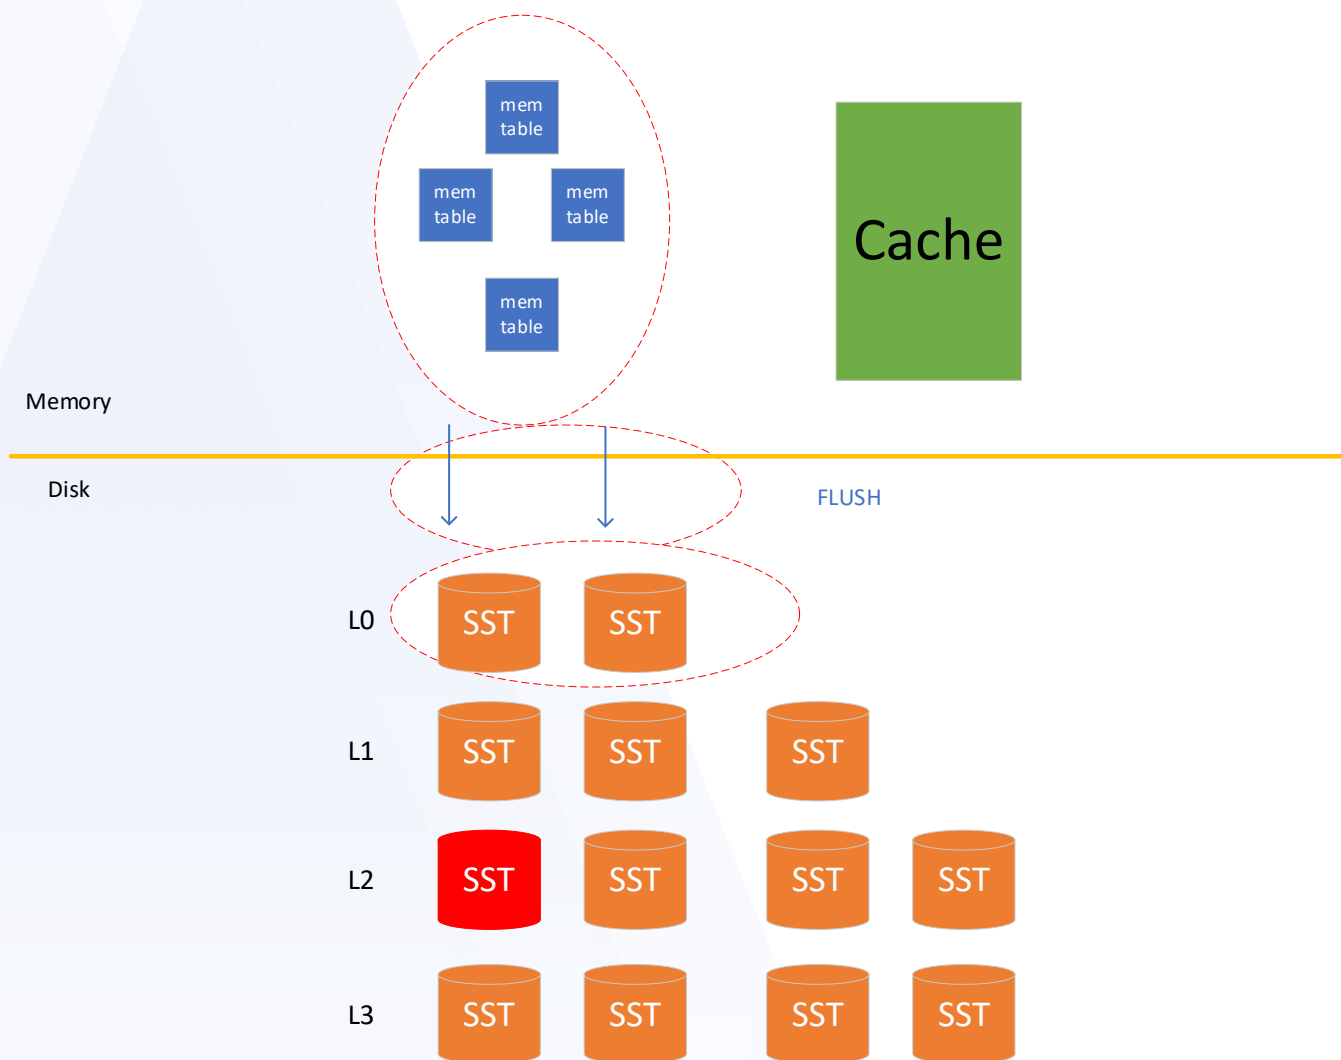 mem
table
mem
table
mem
table
Cache
mem
table
Memory
Disk
FLUSH
L0
SST
SST
L1
SST
SST
SST
L2
SST
SST
SST
SST
L3
SST
SST
SST
SST